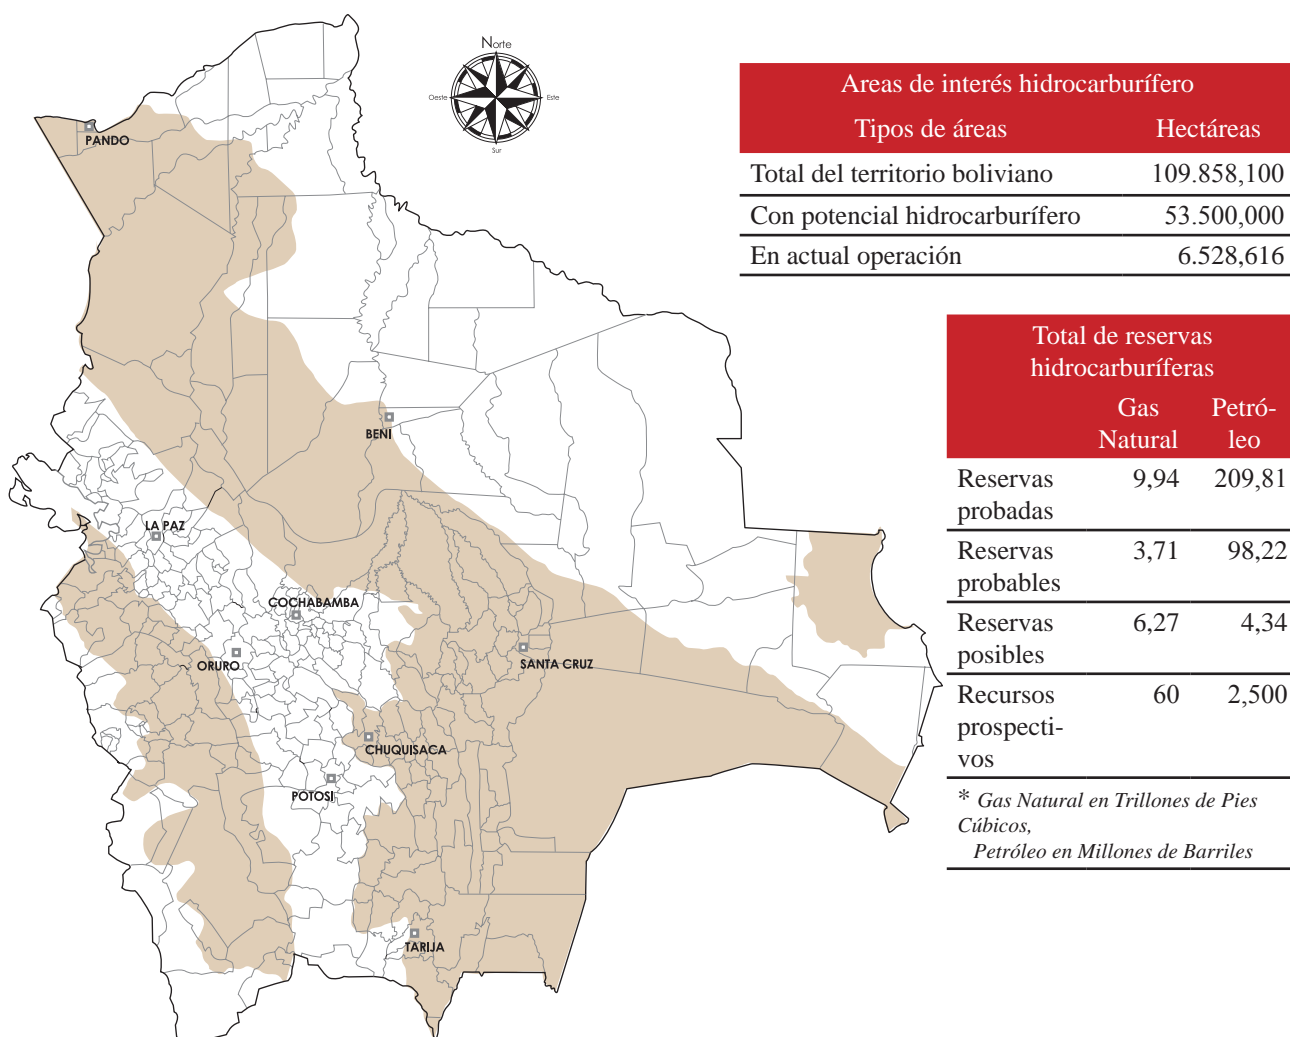 Norte
Oeste
Este
Sur
PANDO
BENI
LA PAZ
COCHABAMBA
ORURO
SANTA CRUZ
CHUQUISACA
POTOSI
TARIJA
Areas de interés hidrocarburífero
Tipos de áreas Hectáreas
Total del territorio boliviano 109.858,100
Con potencial hidrocarburífero 53.500,000
En actual operación 6.528,616
Total de reservas
hidrocarburíferas
Gas Petró-
Natural leo
Reservas 9,94 209,81
probadas
Reservas 3,71 98,22
probables
Reservas 6,27 4,34
posibles
Recursos 60 2,500
prospecti-
vos
* Gas Natural en Trillones de Pies
Cúbicos,
Petróleo en Millones de Barriles